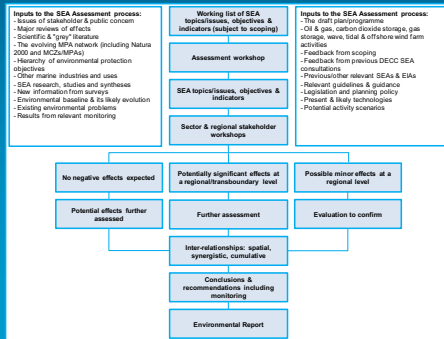 Inputs to the SEA Assessment process:
- Issues of stakeholder & public concern
- Major reviews of effects
- Scientific & "grey" literature
- The evolving MPA network (including Natura
2000 and MCZs/MPAs)
- Hierarchy of environmental protection
objectives
- Other marine industries and uses
- SEA research, studies and syntheses
- New information from surveys
- Environmental baseline & its likely evolution
- Existing environmental problems
- Results from relevant monitoring
Working list of SEA
topics/issues, objectives &
indicators (subject to scoping)
Assessment workshop
SEA topics/issues, objectives &
indicators
Sector & regional stakeholder
workshops
Inputs to the SEA Assessment process:
- The draft plan/programme
- Oil & gas, carbon dioxide storage, gas
storage, wave, tidal & offshore wind farm
activities
- Feedback from scoping
- Feedback from previous DECC SEA
consultations
- Previous/other relevant SEAs & EIAs
- Relevant guidelines & guidance
- Legislation and planning policy
- Present & likely technologies
- Potential activity scenarios
No negative effects expected
Potentially significant effects at
a regional/transboundary level
Possible minor effects at a
regional level
Potential effects further
assessed
Further assessment
Evaluation to confirm
Inter-relationships: spatial,
synergistic, cumulative
Conclusions &
recommendations including
monitoring
Environmental Report